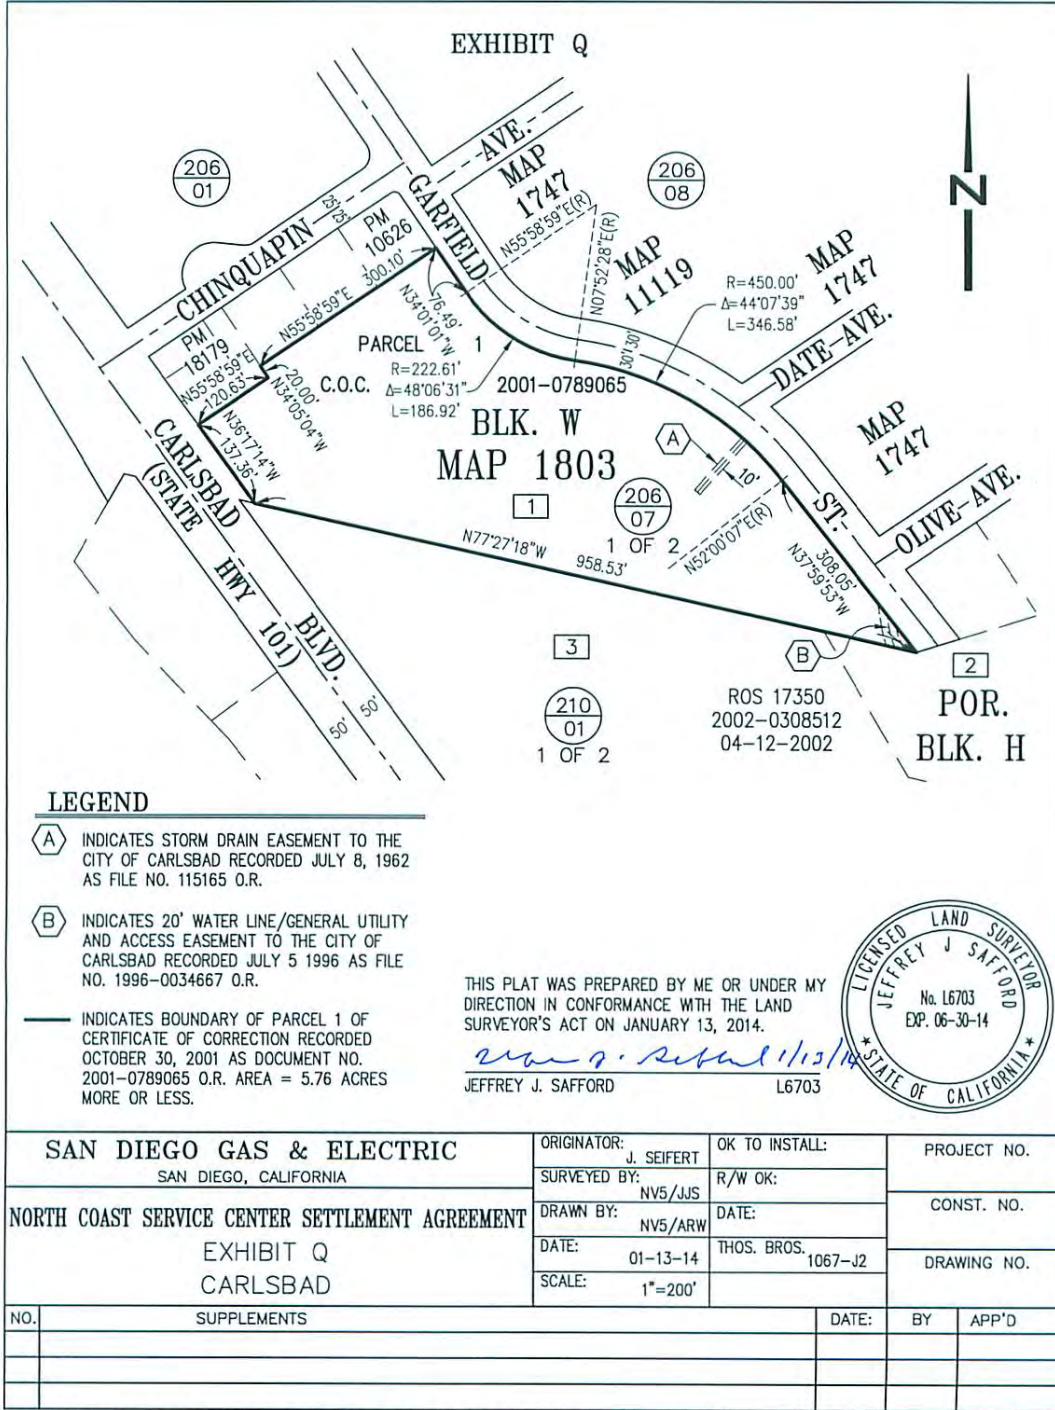 EXHIBIT Q
206
01
AVE.
MAP
1747
206
08
N
CHINQUAPIN
25'25'
PM
10626
GARFIELD
N55°58'59"E(R)
N07°52'28"E(R)
MAP
11119
MAP
1747
R=450.00'
Δ=44°07'39"
L=346.58'
300.10'
N55°58'59"E
76.49'
N34°01'01"W
PM
18179
N55°58'59"E
120.63'
20.00'
N34°05'04"W
PARCEL 1
C.O.C. 2001-0789065
R=222.61'
Δ=48°06'31"
L=186.92'
30'30'
DATE-AVE.
BLK. W
MAP 1803
MAP
1747
N36°17'14"W
137.36'
CARLSBAD
(STATE HWY 101)
BLVD.
50' 50'
A
10'
1
206
07
1 OF 2
N52°00'07"E(R)
ST.
OLIVE-AVE.
N77°27'18"W 958.53'
308.05'
N37°59'53"W
3
B
2
210
01
1 OF 2
ROS 17350
2002-0308512
04-12-2002
POR.
BLK. H
LEGEND
A INDICATES STORM DRAIN EASEMENT TO THE
CITY OF CARLSBAD RECORDED JULY 8, 1962
AS FILE NO. 115165 O.R.
B INDICATES 20' WATER LINE/GENERAL UTILITY
AND ACCESS EASEMENT TO THE CITY OF
CARLSBAD RECORDED JULY 5 1996 AS FILE
NO. 1996-0034667 O.R.
INDICATES BOUNDARY OF PARCEL 1 OF
CERTIFICATE OF CORRECTION RECORDED
OCTOBER 30, 2001 AS DOCUMENT NO.
2001-0789065 O.R. AREA = 5.76 ACRES
MORE OR LESS.
THIS PLAT WAS PREPARED BY ME OR UNDER MY
DIRECTION IN CONFORMANCE WITH THE LAND
SURVEYOR'S ACT ON JANUARY 13, 2014.
1/13/14
JEFFREY J. SAFFORD L6703
LICENSED LAND SURVEYOR
JEFFREY J SAFFORD
No. L6703
EXP. 06-30-14
★ STATE OF CALIFORNIA ★
SAN DIEGO GAS & ELECTRIC
SAN DIEGO, CALIFORNIA
NORTH COAST SERVICE CENTER SETTLEMENT AGREEMENT
EXHIBIT Q
CARLSBAD
ORIGINATOR: J. SEIFERT
OK TO INSTALL:
PROJECT NO.
SURVEYED BY: NV5/JJS
R/W OK:
DRAWN BY: NV5/ARW
DATE:
CONST. NO.
DATE: 01-13-14
THOS. BROS. 1067-J2
DRAWING NO.
SCALE: 1"=200'
NO. SUPPLEMENTS DATE: BY APP'D